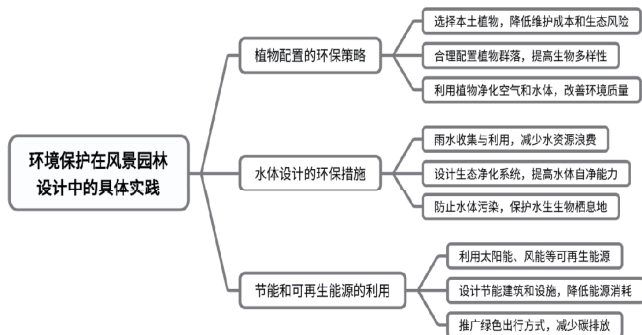 环境保护在风景园林
设计中的具体实践
植物配置的环保策略
选择本土植物，降低维护成本和生态风险
合理配置植物群落，提高生物多样性
利用植物净化空气和水体，改善环境质量
水体设计的环保措施
雨水收集与利用，减少水资源浪费
设计生态净化系统，提高水体自净能力
防止水体污染，保护水生生物栖息地
节能和可再生能源的利用
利用太阳能、风能等可再生能源
设计节能建筑和设施，降低能源消耗
推广绿色出行方式，减少碳排放